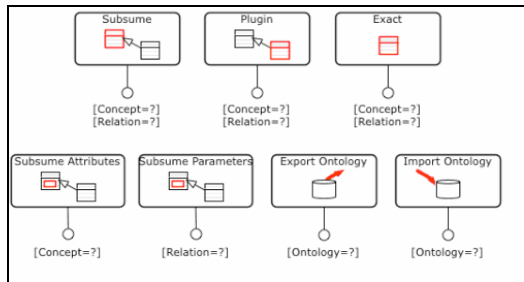 Subsume
Plugin
Exact
[Concept=?]
[Relation=?]
[Concept=?]
[Relation=?]
[Concept=?]
[Relation=?]
Subsume Attributes
Subsume Parameters
Export Ontology
Import Ontology
[Concept=?]
[Relation=?]
[Ontology=?]
[Ontology=?]